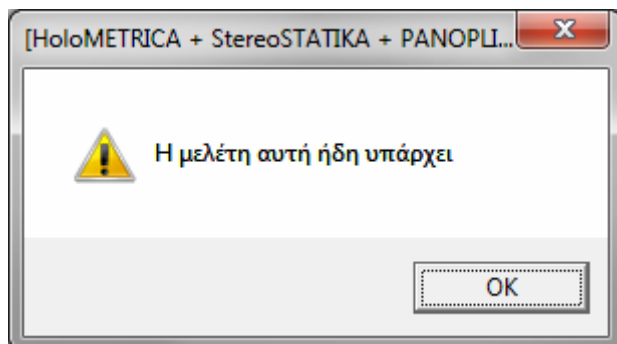 [HoloMETRICA + StereoSTATIKA + PANOPLI...
Η μελέτη αυτή ήδη υπάρχει
OK